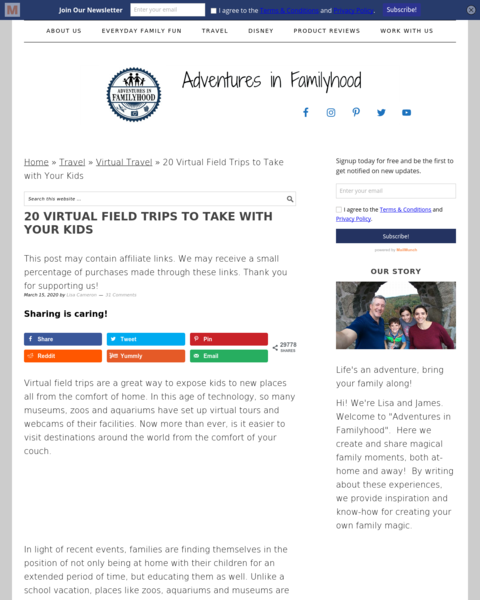 Join Our Newsletter
Enter your email
I agree to the Terms & Conditions and Privacy Policy.
Subscribe!
ABOUT US EVERYDAY FAMILY FUN TRAVEL DISNEY PRODUCT REVIEWS WORK WITH US
ADVENTURES IN
FAMILYHOOD
Adventures in Familyhood
Home » Travel » Virtual Travel » 20 Virtual Field Trips to Take
with Your Kids
Search this website ...
20 VIRTUAL FIELD TRIPS TO TAKE WITH
YOUR KIDS
This post may contain affiliate links. We may receive a small
percentage of purchases made through these links. Thank you
for supporting us!
March 15, 2020 by Lisa Cameron — 31 Comments
Sharing is caring!
Share
Tweet
Pin
Reddit
Yummly
Email
29778
SHARES
Virtual field trips are a great way to expose kids to new places
all from the comfort of home. In this age of technology, so many
museums, zoos and aquariums have set up virtual tours and
webcams of their facilities. Now more than ever, is it easier to
visit destinations around the world from the comfort of your
couch.
In light of recent events, families are finding themselves in the
position of not only being at home with their children for an
extended period of time, but educating them as well. Unlike a
school vacation, places like zoos, aquariums and museums are
Signup today for free and be the first to
get notified on new updates.
Enter your email
I agree to the Terms & Conditions and
Privacy Policy.
Subscribe!
powered by MailMunch
OUR STORY
Life's an adventure, bring
your family along!
Hi! We're Lisa and James.
Welcome to "Adventures in
Familyhood". Here we
create and share magical
family moments, both at-
home and away! By writing
about these experiences,
we provide inspiration and
know-how for creating your
own family magic.